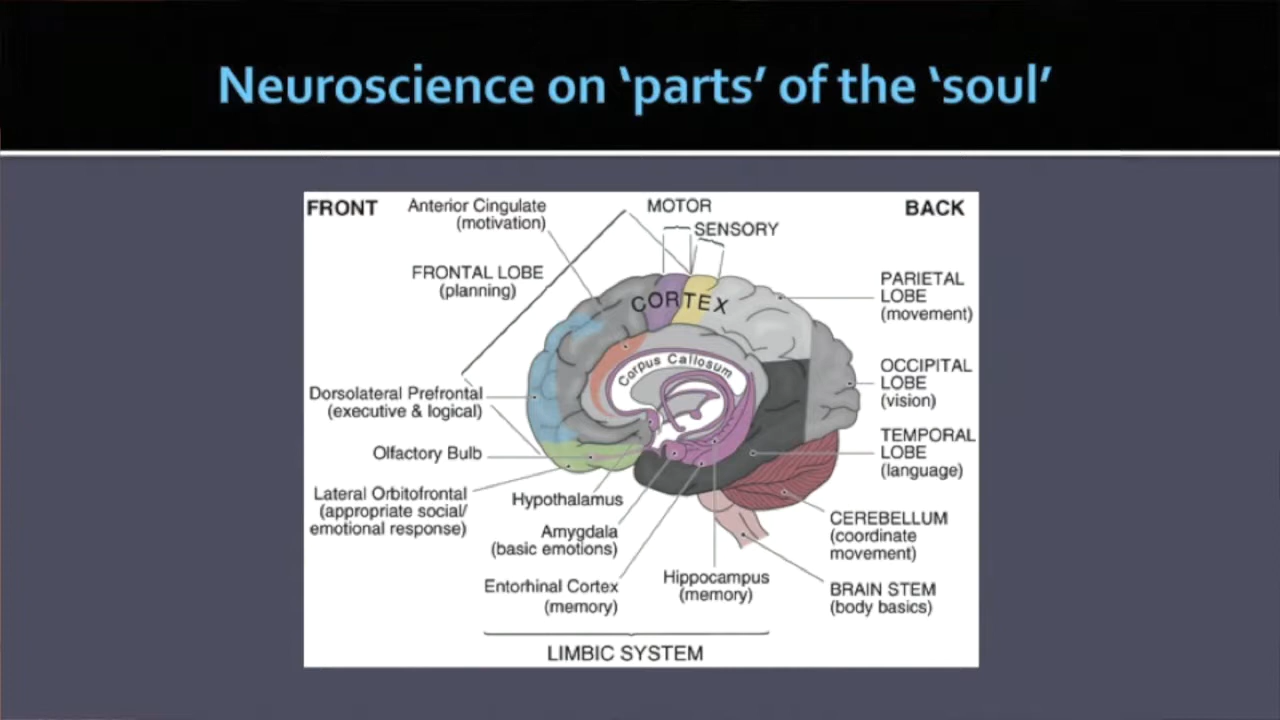 Neuroscience on ‘parts’ of the ‘soul’
FRONT
Anterior Cingulate
(motivation)
MOTOR
SENSORY
BACK
FRONTAL LOBE
(planning)
CORTEX
PARIETAL
LOBE
(movement)
Corpus Callosum
OCCIPITAL
LOBE
(vision)
Dorsolateral Prefrontal
(executive & logical)
TEMPORAL
LOBE
(language)
Olfactory Bulb
Lateral Orbitofrontal
(appropriate social/
emotional response)
Hypothalamus
Amygdala
(basic emotions)
CEREBELLUM
(coordinate
movement)
Entorhinal Cortex
(memory)
Hippocampus
(memory)
BRAIN STEM
(body basics)
LIMBIC SYSTEM